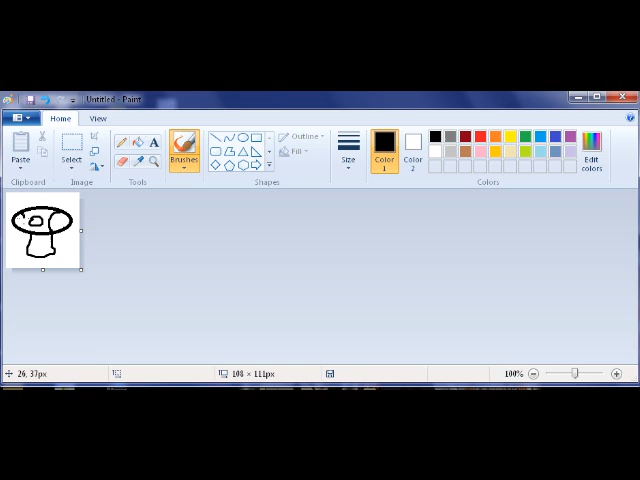 Untitled - Paint
Home View
Paste Select Brushes Size Color 1 Color 2 Edit colors
Outline
Fill
Clipboard Image Tools Shapes Colors
A
26, 37px 108 × 111px 100%